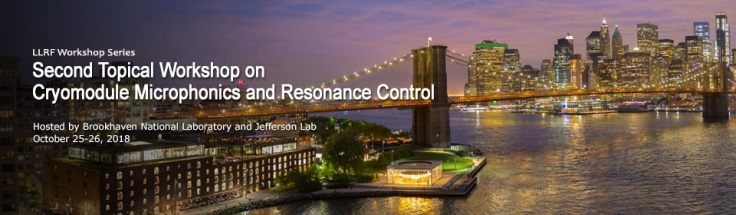 LLRF Workshop Series
Second Topical Workshop on
Cryomodule Microphonics and Resonance Control
Hosted by Brookhaven National Laboratory and Jefferson Lab
October 25-26, 2018